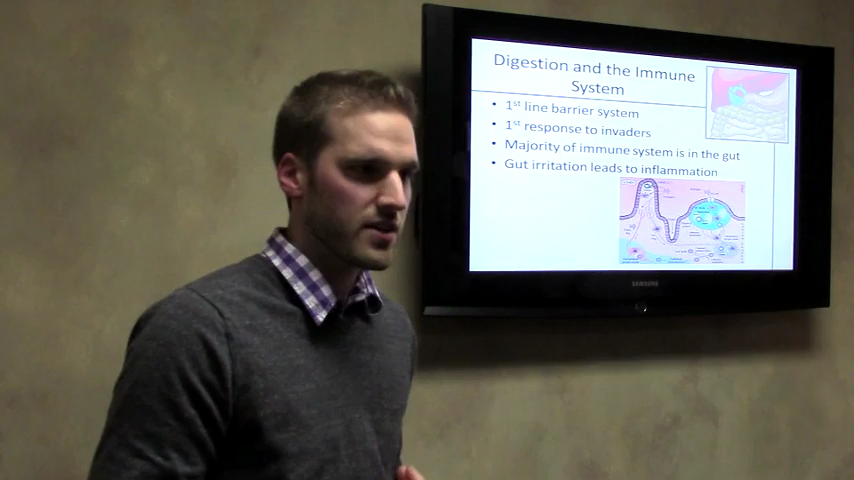 Digestion and the Immune
System
• 1st line barrier system
• 1st response to invaders
• Majority of immune system is in the gut
• Gut irritation leads to inflammation
SAMSUNG